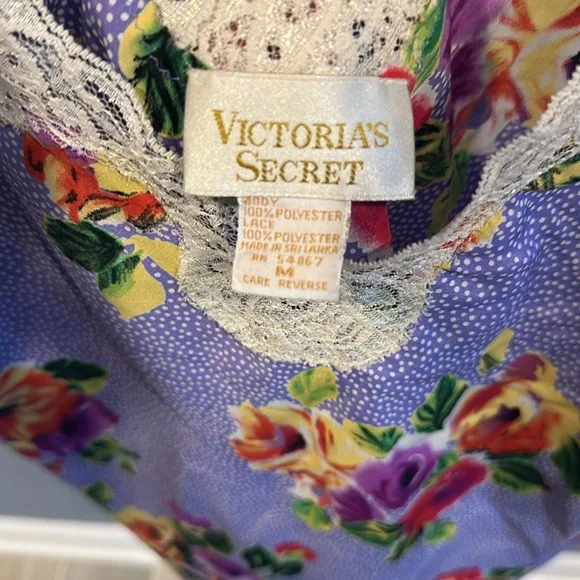 VICTORIA'S
SECRET
BODY
100% POLYESTER
LACE
100% POLYESTER
MADE IN SRI LANKA
RN 54867
M
CARE REVERSE